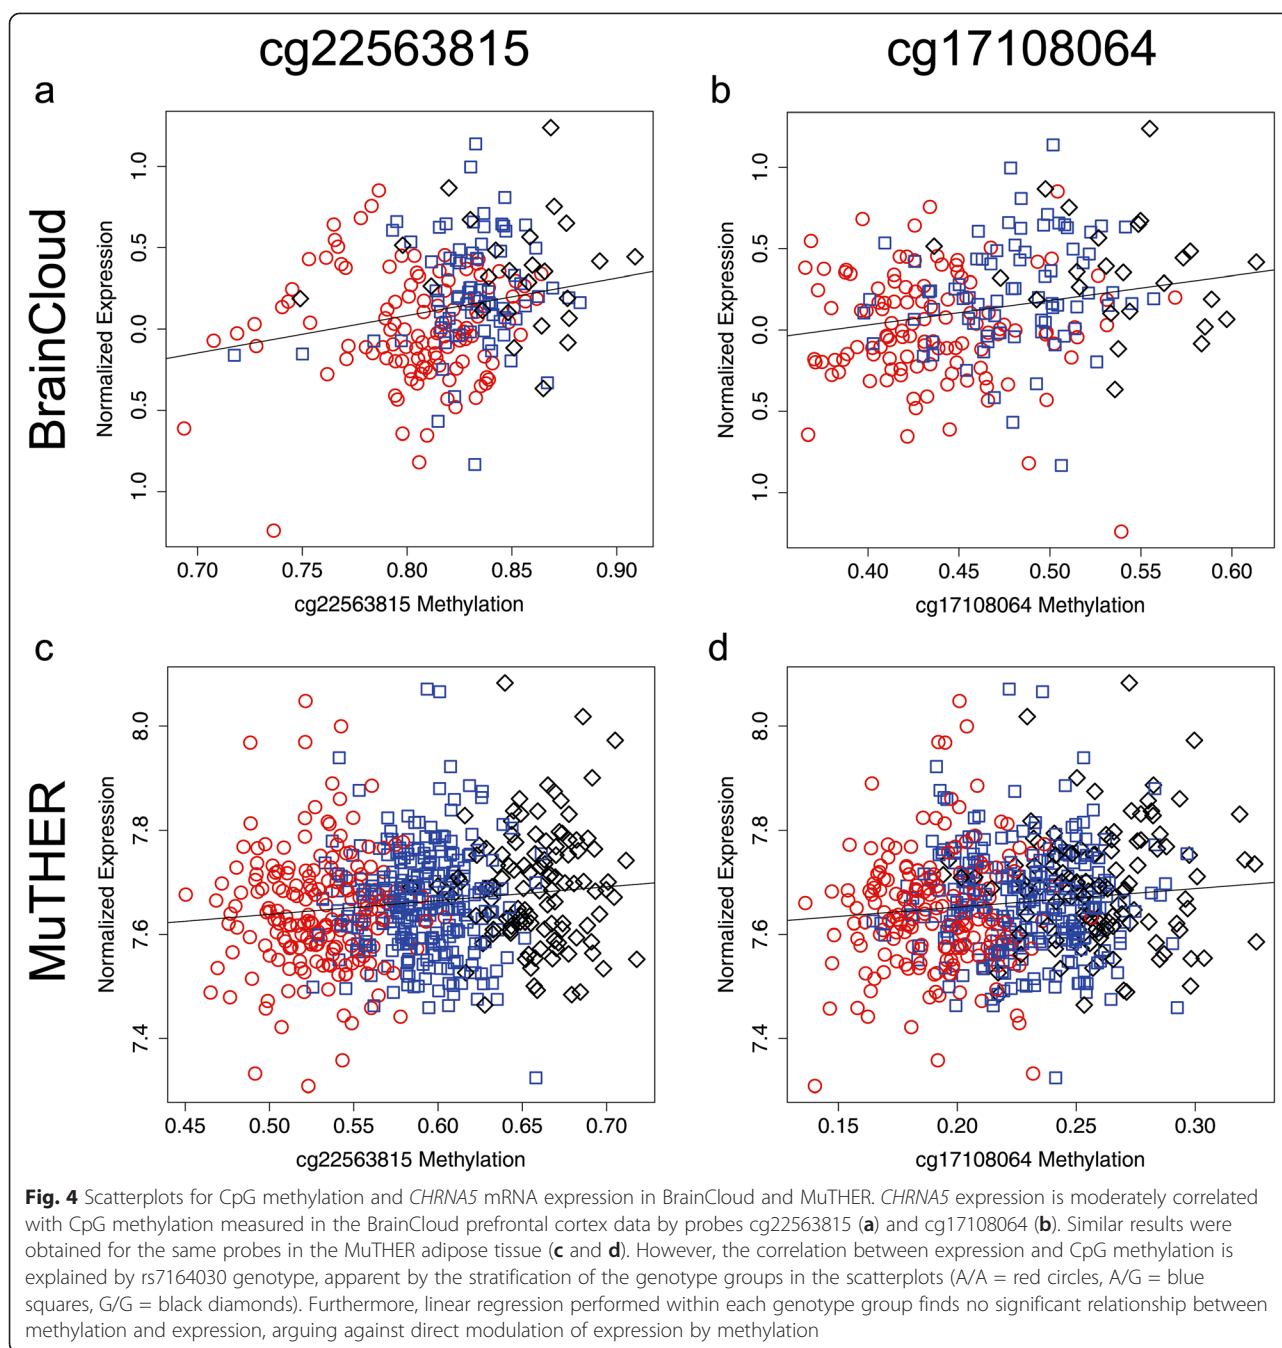 cg22563815
cg17108064
a
b
BrainCloud
Normalized Expression
1.0
0.5
0.0
0.5
1.0
0.70 0.75 0.80 0.85 0.90
cg22563815 Methylation
Normalized Expression
1.0
0.5
0.0
0.5
1.0
0.40 0.45 0.50 0.55 0.60
cg17108064 Methylation
c
d
MuTHER
Normalized Expression
8.0
7.8
7.6
7.4
0.45 0.50 0.55 0.60 0.65 0.70
cg22563815 Methylation
Normalized Expression
8.0
7.8
7.6
7.4
0.15 0.20 0.25 0.30
cg17108064 Methylation
Fig. 4 Scatterplots for CpG methylation and CHRNA5 mRNA expression in BrainCloud and MuTHER. CHRNA5 expression is moderately correlated
with CpG methylation measured in the BrainCloud prefrontal cortex data by probes cg22563815 (a) and cg17108064 (b). Similar results were
obtained for the same probes in the MuTHER adipose tissue (c and d). However, the correlation between expression and CpG methylation is
explained by rs7164030 genotype, apparent by the stratification of the genotype groups in the scatterplots (A/A = red circles, A/G = blue
squares, G/G = black diamonds). Furthermore, linear regression performed within each genotype group finds no significant relationship between
methylation and expression, arguing against direct modulation of expression by methylation